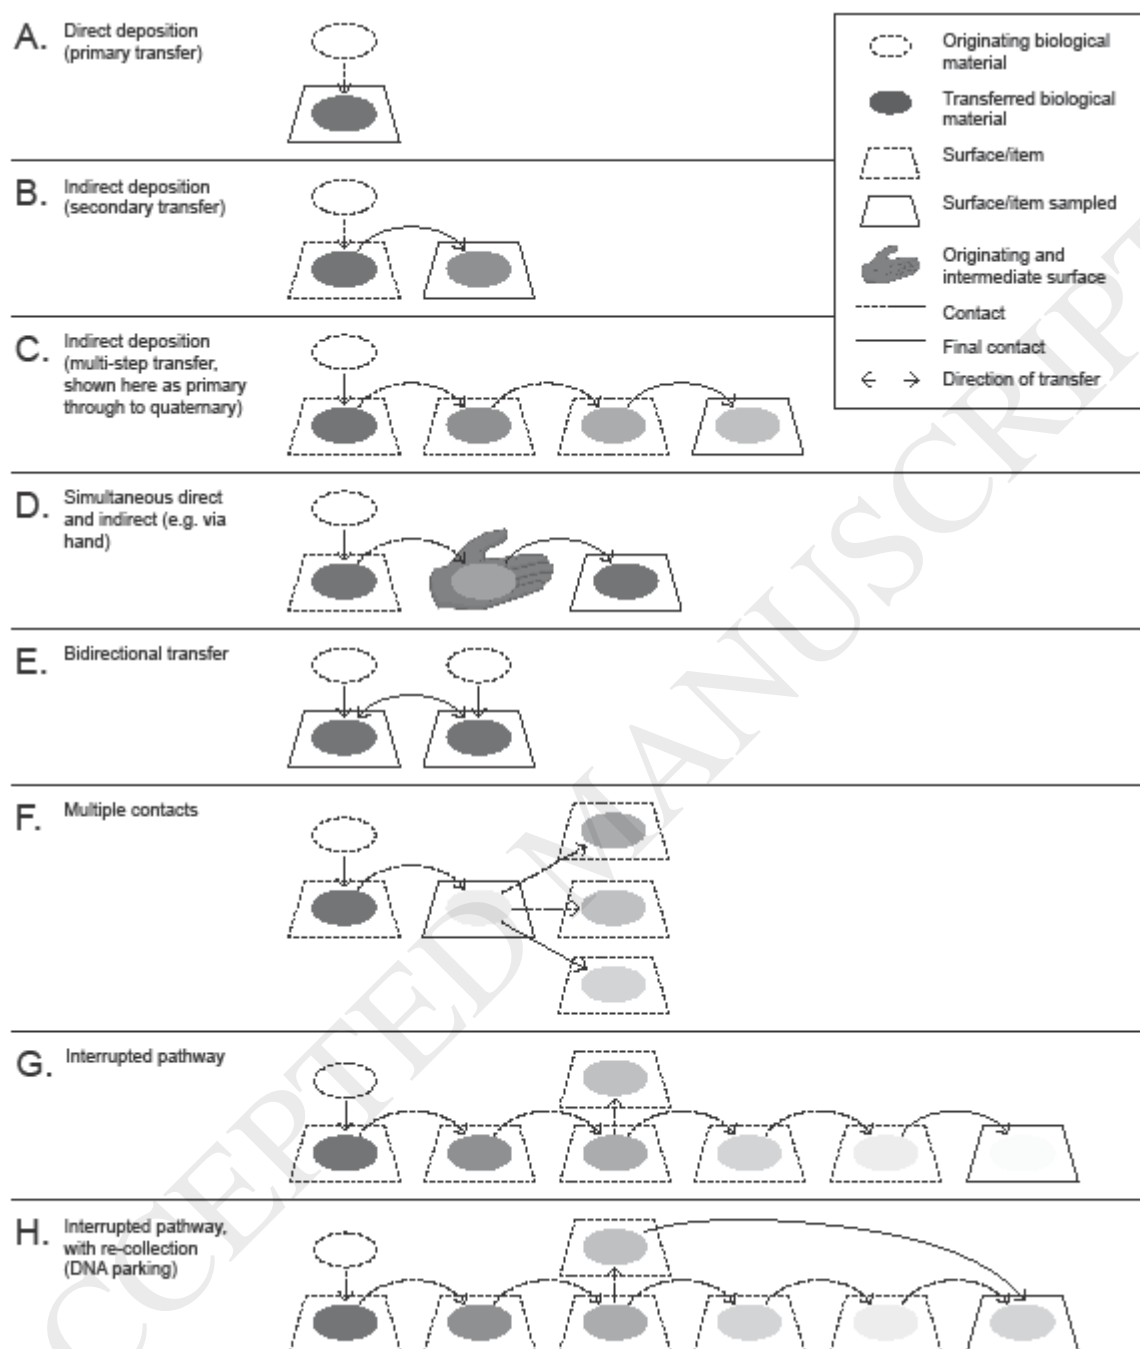 A. Direct deposition
(primary transfer)
B. Indirect deposition
(secondary transfer)
C. Indirect deposition
(multi-step transfer,
shown here as primary
through to quaternary)
D. Simultaneous direct
and indirect (e.g. via
hand)
E. Bidirectional transfer
F. Multiple contacts
G. Interrupted pathway
H. Interrupted pathway,
with re-collection
(DNA parking)
Originating biological
material
Transferred biological
material
Surface/item
Surface/item sampled
Originating and
intermediate surface
Contact
Final contact
Direction of transfer
CCEPTED MANUSCRIPT